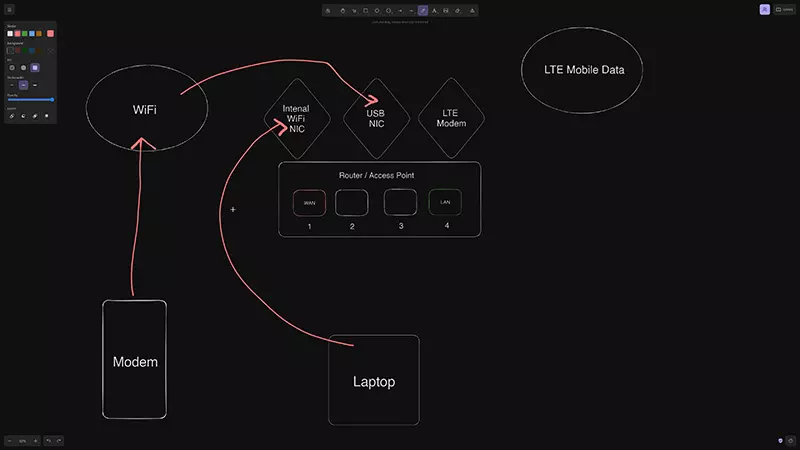 WiFi
Intenal
WiFi
NIC
USB
NIC
LTE
Modem
LTE Mobile Data
Router / Access Point
WAN
LAN
1
2
3
4
Modem
Laptop